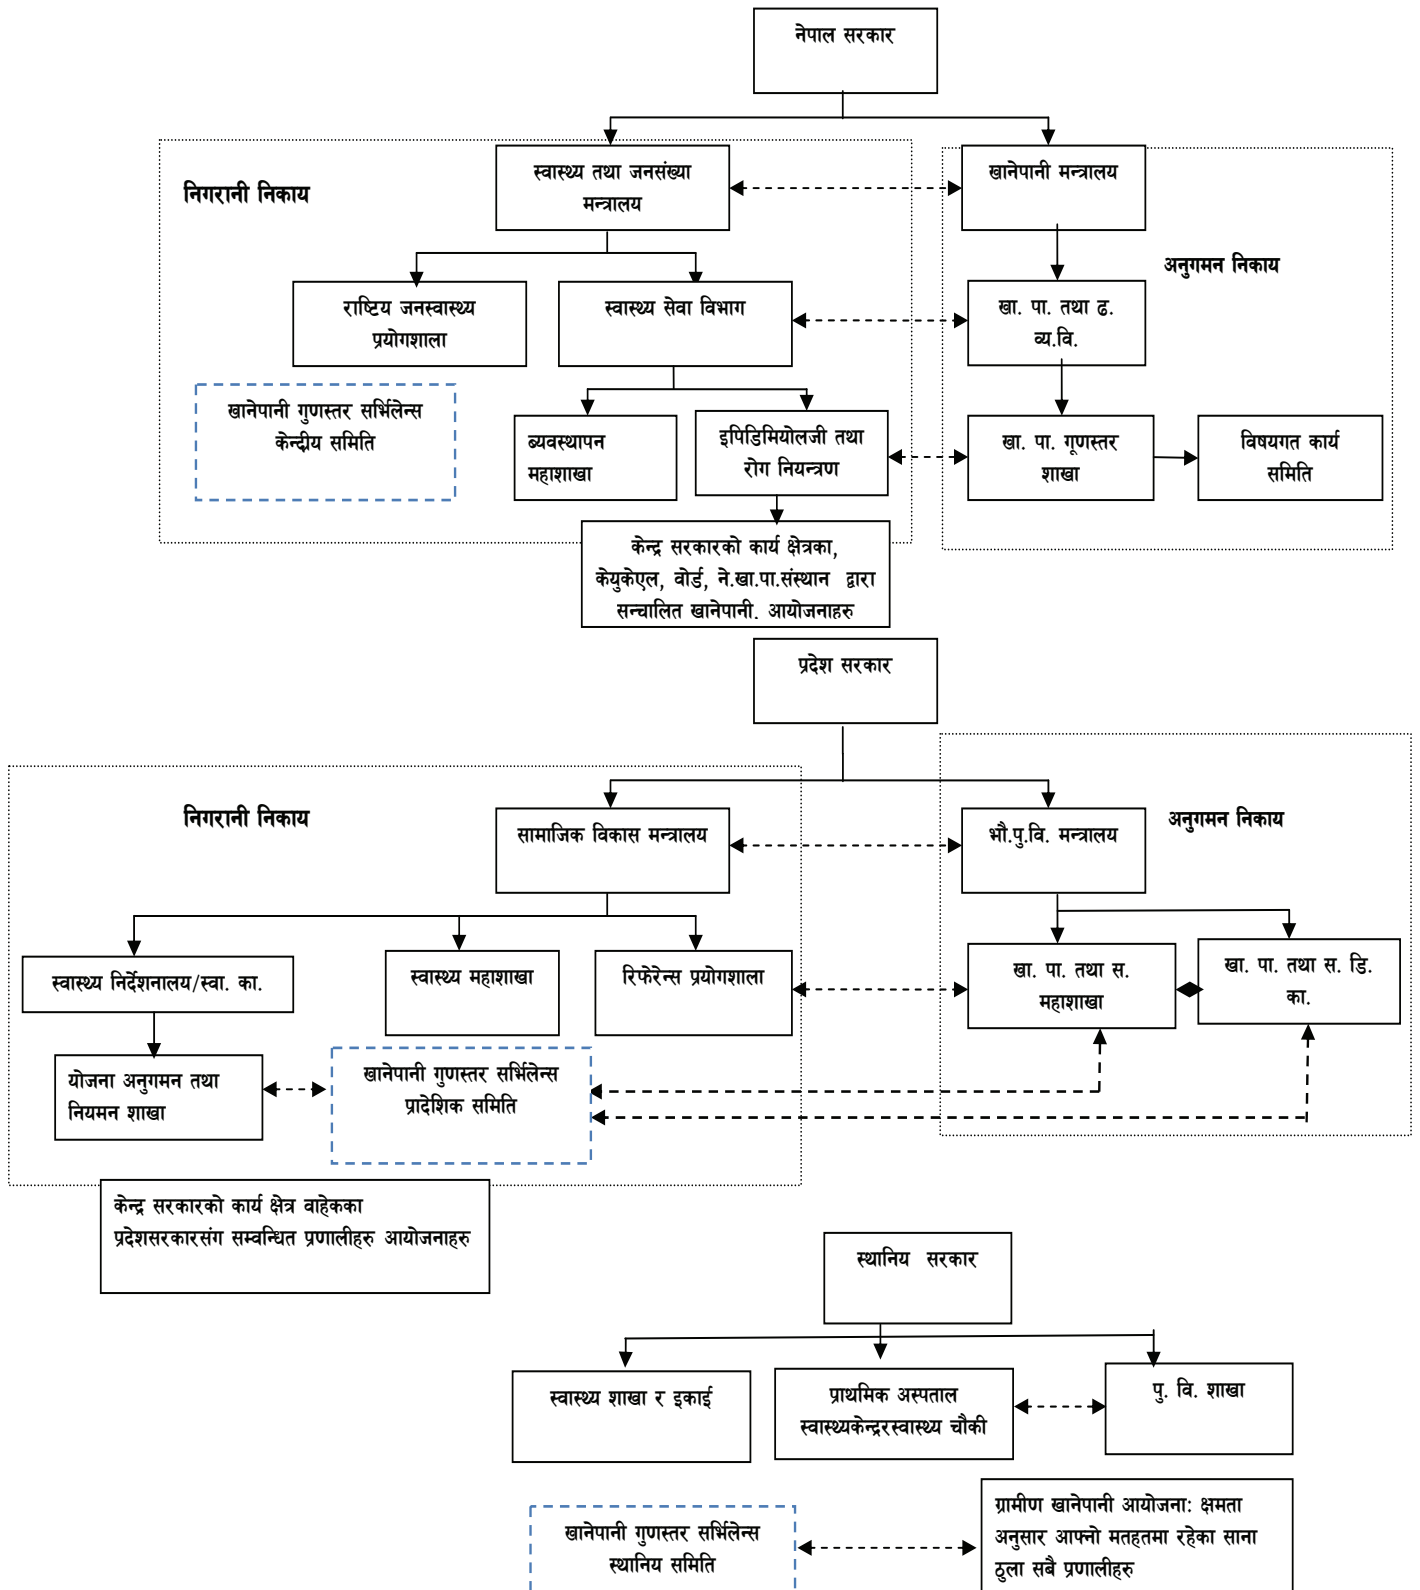 नेपाल सरकार
निगरानी निकाय
स्वास्थ्य तथा जनसंख्या
मन्त्रालय
खानेपानी मन्त्रालय
अनुगमन निकाय
राष्टिय जनस्वास्थ्य
प्रयोगशाला
स्वास्थ्य सेवा विभाग
खा. पा. तथा ढ.
व्य.वि.
खानेपानी गुणस्तर सर्भिलेन्स
केन्द्रीय समिति
ब्यवस्थापन
महाशाखा
इपिडिमियोलजी तथा
रोग नियन्त्रण
खा. पा. गूणस्तर
शाखा
विषयगत कार्य
समिति
केन्द्र सरकारको कार्य क्षेत्रका,
केयुकेएल, वोर्ड, ने.खा.पा.संस्थान द्वारा
सन्चालित खानेपानी. आयोजनाहरु
प्रदेश सरकार
निगरानी निकाय
सामाजिक विकास मन्त्रालय
भौ.पु.वि. मन्त्रालय
अनुगमन निकाय
स्वास्थ्य निर्देशनालय/स्वा. का.
स्वास्थ्य महाशाखा
रिफेरेन्स प्रयोगशाला
खा. पा. तथा स.
महाशाखा
खा. पा. तथा स. डि.
का.
योजना अनुगमन तथा
नियमन शाखा
खानेपानी गुणस्तर सर्भिलेन्स
प्रादेशिक समिति
केन्द्र सरकारको कार्य क्षेत्र वाहेकका
प्रदेशसरकारसंग सम्वन्धित प्रणालीहरु आयोजनाहरु
स्थानिय सरकार
स्वास्थ्य शाखा र इकाई
प्राथमिक अस्पताल
स्वास्थ्यकेन्द्ररस्वास्थ्य चौकी
पु. वि. शाखा
खानेपानी गुणस्तर सर्भिलेन्स
स्थानिय समिति
ग्रामीण खानेपानी आयोजना: क्षमता
अनुसार आफ्नो मतहतमा रहेका साना
ठुला सबै प्रणालीहरु